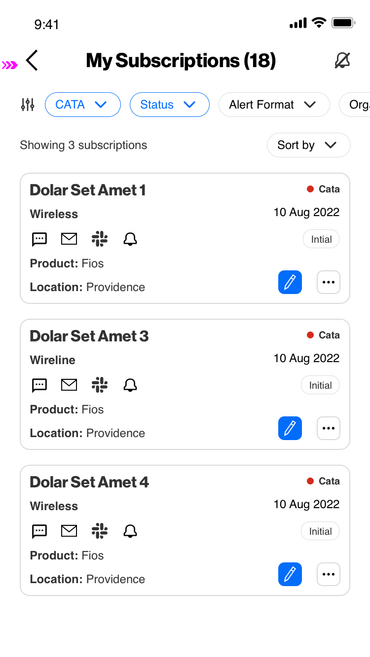 9:41
My Subscriptions (18)
CATA Status Alert Format Org
Showing 3 subscriptions
Sort by
Dolar Set Amet 1
Cata
Wireless
10 Aug 2022
Intial
Product: Fios
Location: Providence
Dolar Set Amet 3
Cata
Wireline
10 Aug 2022
Initial
Product: Fios
Location: Providence
Dolar Set Amet 4
Cata
Wireless
10 Aug 2022
Initial
Product: Fios
Location: Providence